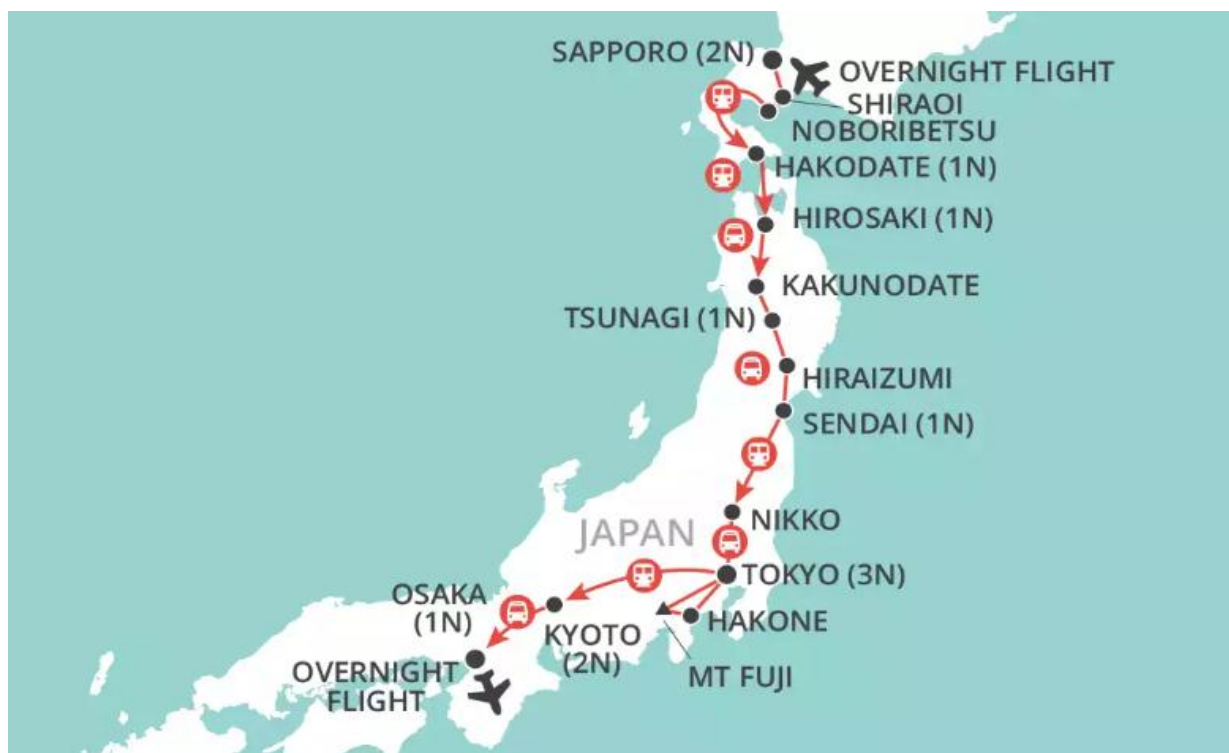 SAPPORO (2N)
OVERNIGHT FLIGHT
SHIRAOI
NOBORIBETSU
HAKODATE (1N)
HIROSAKI (1N)
KAKUNODATE
TSUNAGI (1N)
HIRAIZUMI
SENDAI (1N)
NIKKO
JAPAN
TOKYO (3N)
OSAKA
(1N)
HAKONE
KYOTO
(2N)
MT FUJI
OVERNIGHT
FLIGHT